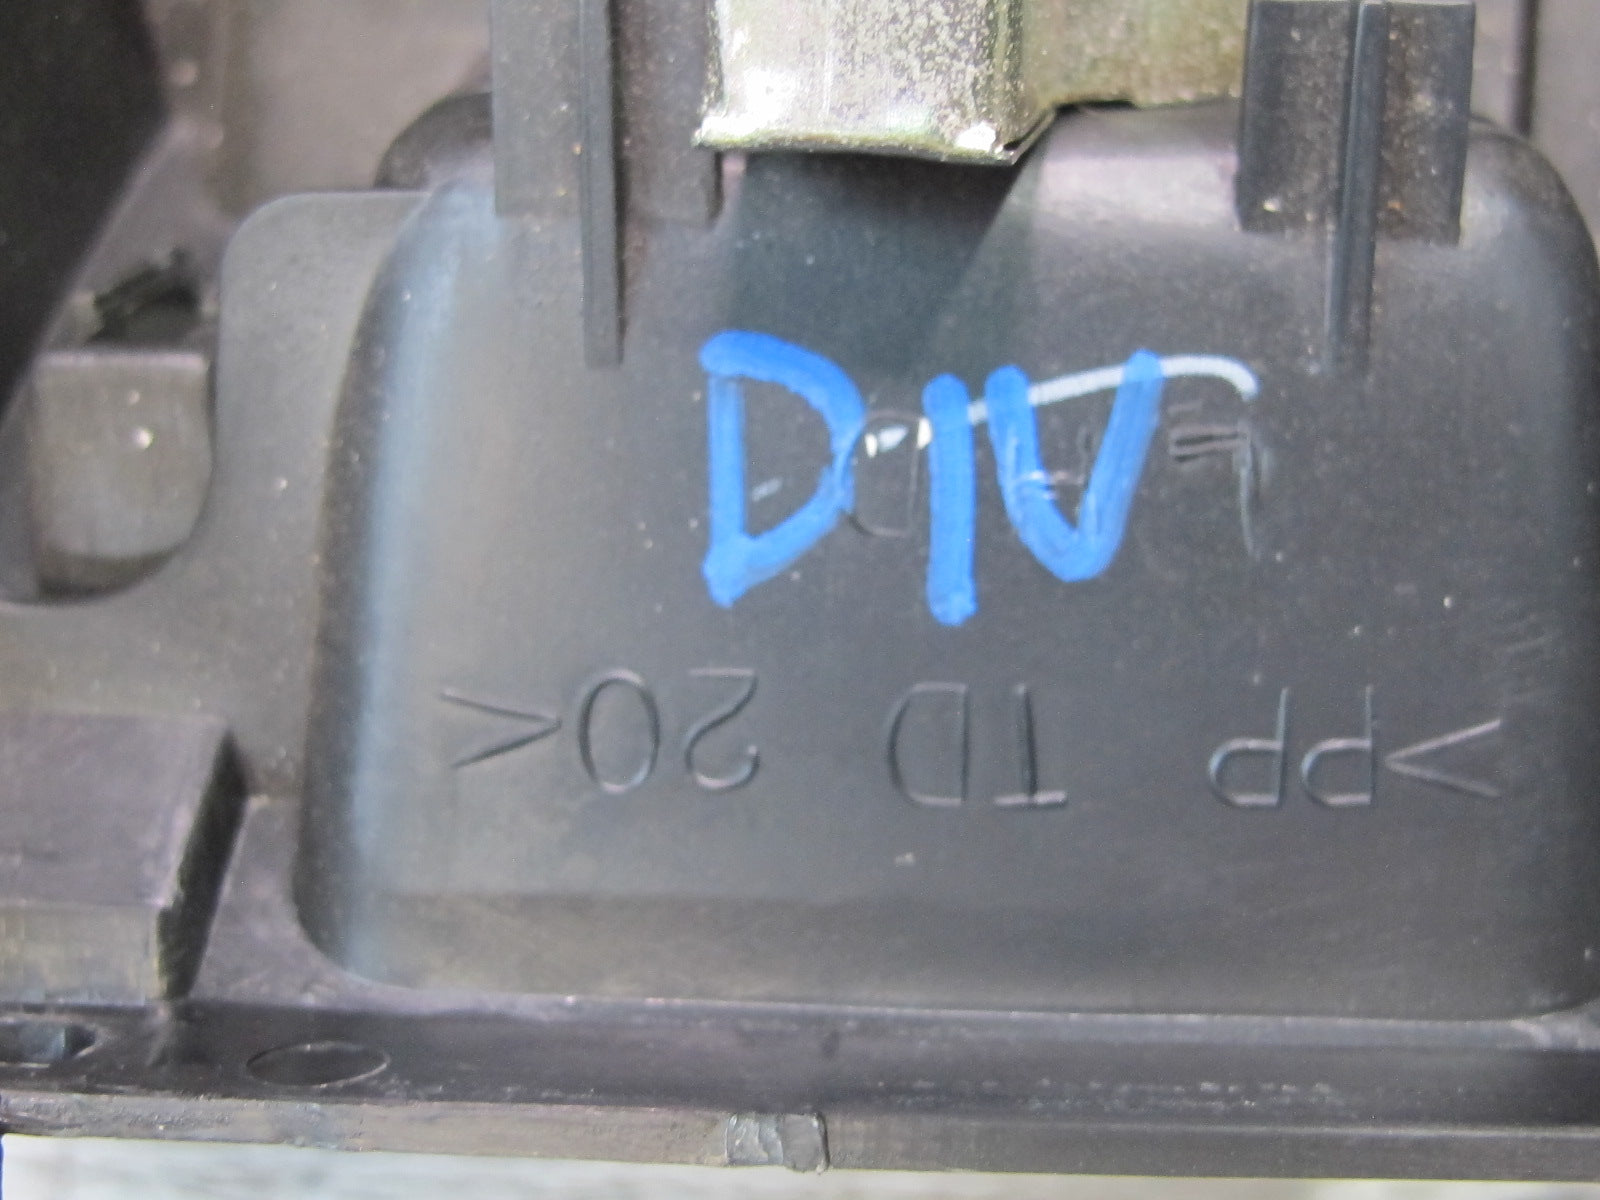 DIV
>PP TD 20<